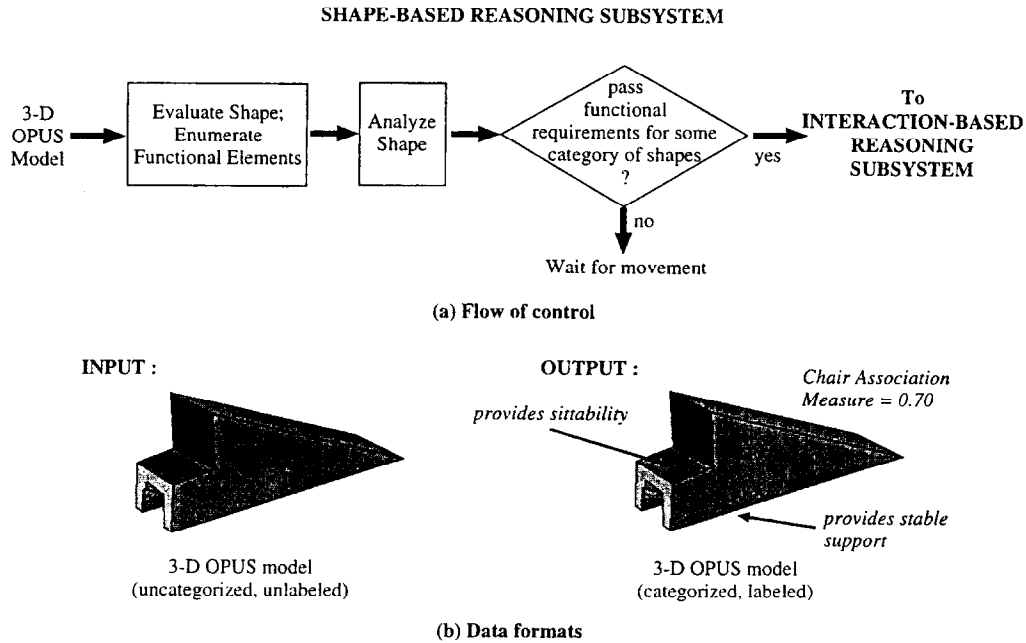 SHAPE-BASED REASONING SUBSYSTEM
3-D
OPUS
Model
Evaluate Shape;
Enumerate
Functional Elements
Analyze
Shape
pass
functional
requirements for some
category of shapes
?
yes
no
Wait for movement
To
INTERACTION-BASED
REASONING
SUBSYSTEM
(a) Flow of control
INPUT :
3-D OPUS model
(uncategorized, unlabeled)
OUTPUT :
Chair Association
Measure = 0.70
provides sittability
provides stable
support
3-D OPUS model
(categorized, labeled)
(b) Data formats